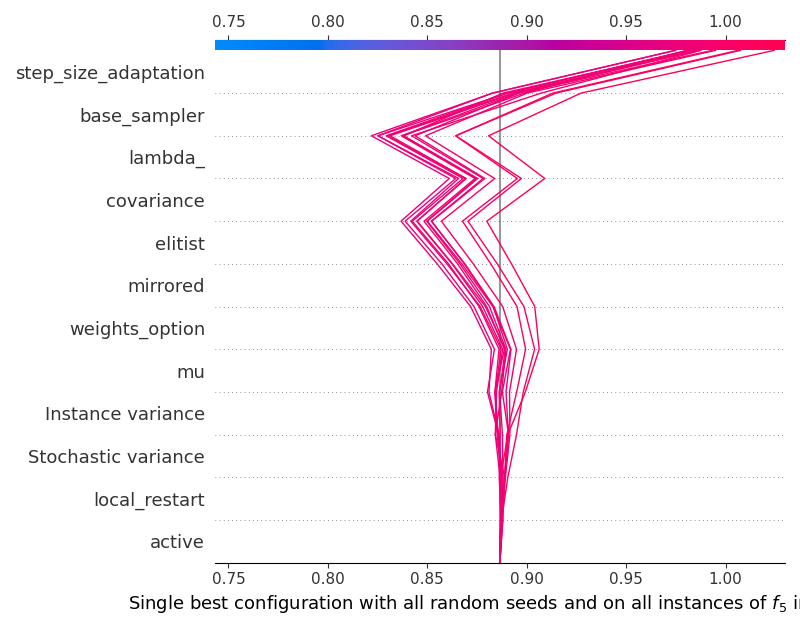 0.75 0.80 0.85 0.90 0.95 1.00
step_size_adaptation
base_sampler
lambda_
covariance
elitist
mirrored
weights_option
mu
Instance variance
Stochastic variance
local_restart
active
0.75 0.80 0.85 0.90 0.95 1.00
Single best configuration with all random seeds and on all instances of f5